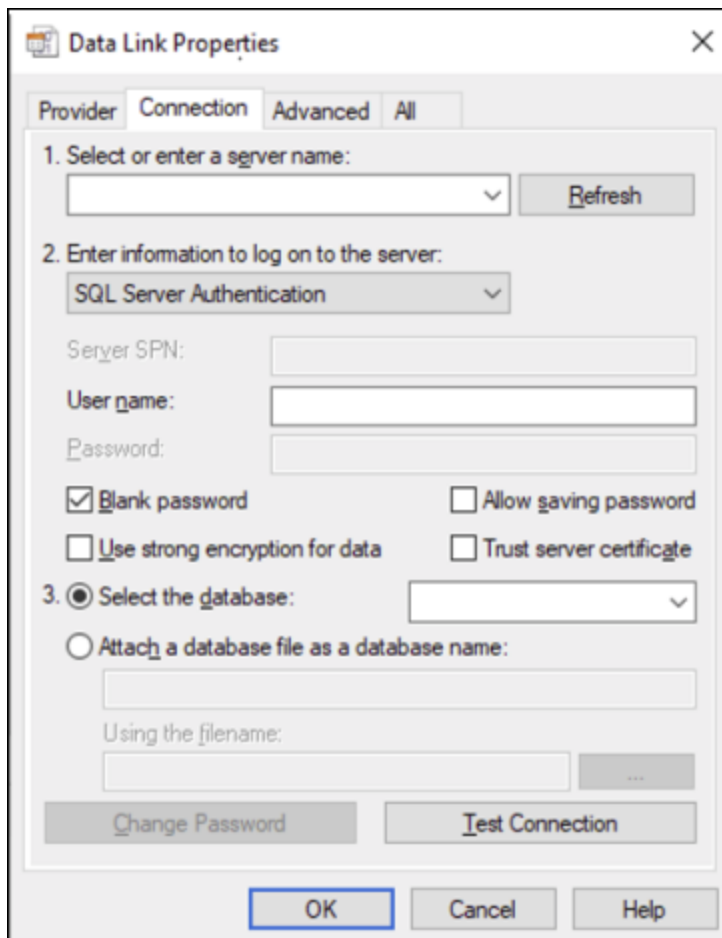 Data Link Properties
Provider Connection Advanced All
1. Select or enter a server name:
Refresh
2. Enter information to log on to the server:
SQL Server Authentication
Server SPN:
User name:
Password:
Blank password Allow saving password
Use strong encryption for data Trust server certificate
3. Select the database:
Attach a database file as a database name:
Using the filename:
...
Change Password Test Connection
OK Cancel Help